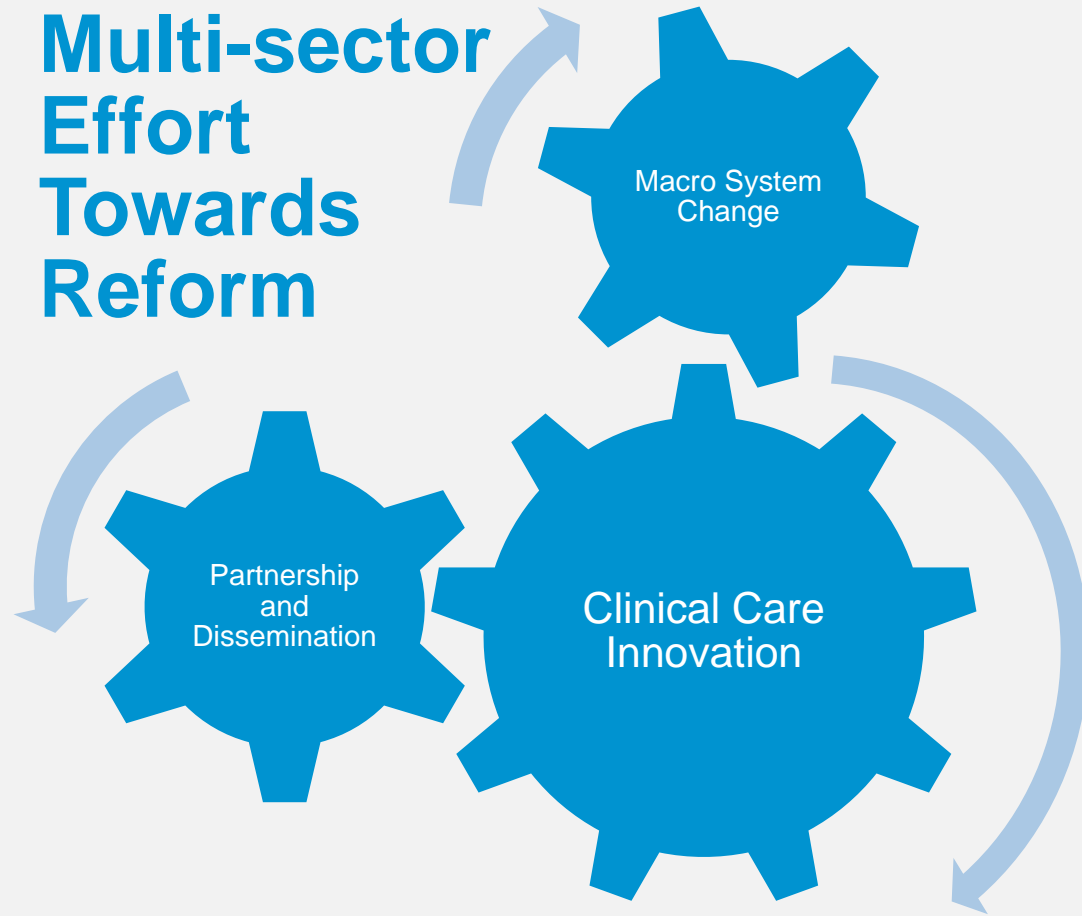 Multi-sector
Effort
Towards
Reform
Macro System
Change
Partnership
and
Dissemination
Clinical Care
Innovation